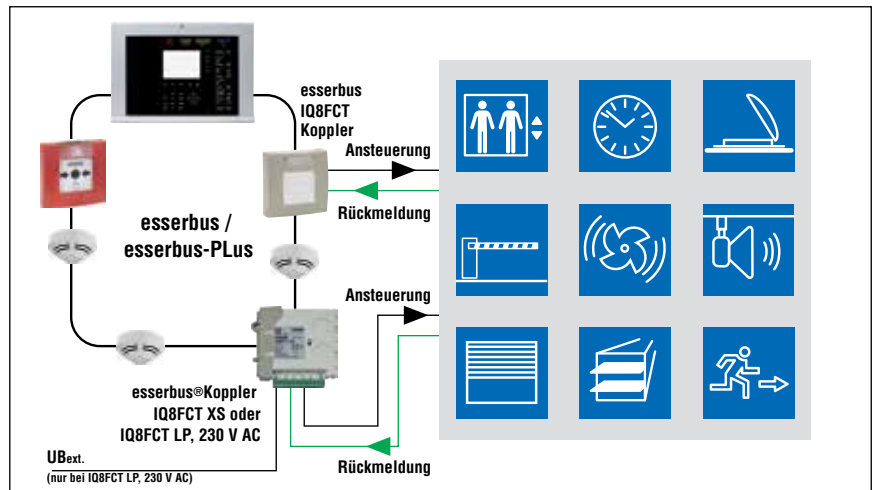 esserbus
IQ8FCT
Koppler
Ansteuerung
Rückmeldung
esserbus /
esserbus-PLus
Ansteuerung
esserbus®Koppler
IQ8FCT XS oder
IQ8FCT LP, 230 V AC
UBext.
(nur bei IQ8FCT LP, 230 V AC)
Rückmeldung